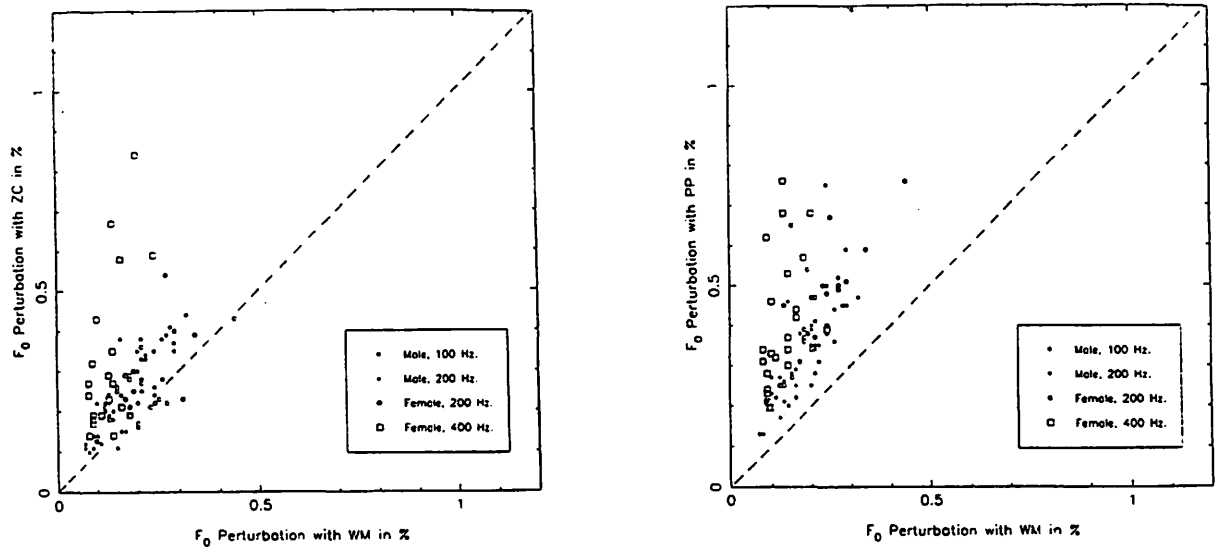 F0 Perturbation with ZC in %
1
0.5
0
Male, 100 Hz.
Male, 200 Hz.
Female, 200 Hz.
Female, 400 Hz.
0
0.5
1
F0 Perturbation with WM in %
F0 Perturbation with PP in %
1
0.5
0
Male, 100 Hz.
Male, 200 Hz.
Female, 200 Hz.
Female, 400 Hz.
0
0.5
1
F0 Perturbation with WM in %